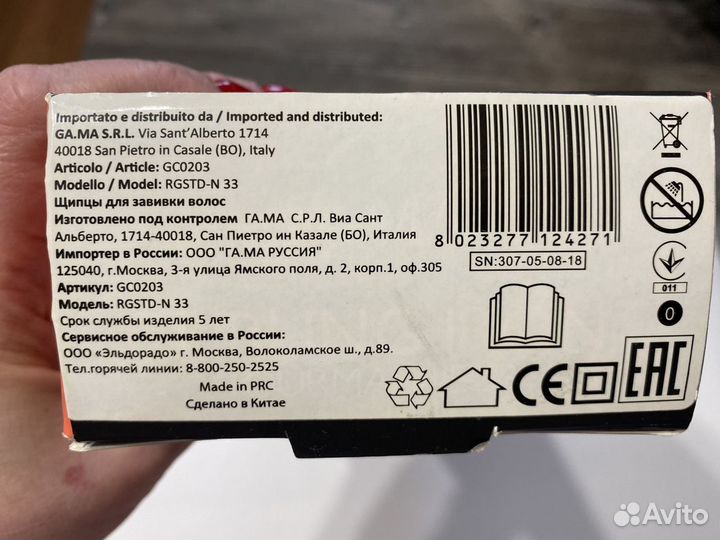 Importato e distribuito da / Imported and distributed:
GA.MA S.R.L. Via Sant'Alberto 1714
40018 San Pietro in Casale (BO), Italy
Articolo / Article: GC0203
Modello / Model: RGSTD-N 33
Щипцы для завивки волос
Изготовлено под контролем ГА.МА С.Р.Л. Виа Сант
Альберто, 1714-40018, Сан Пиетро ин Казале (БО), Италия
Импортер в России: ООО "ГА.МА РУССИЯ"
125040, г.Москва, 3-я улица Ямского поля, д. 2, корп.1, оф.305
Артикул: GC0203
Модель: RGSTD-N 33
Срок службы изделия 5 лет
Сервисное обслуживание в России:
ООО «Эльдорадо» г. Москва, Волоколамское ш., д.89.
Тел.горячей линии: 8-800-250-2525
Made in PRC
Сделано в Китае
8 023277 124271
SN:307-05-08-18
011
0
CE
EAC
Avito